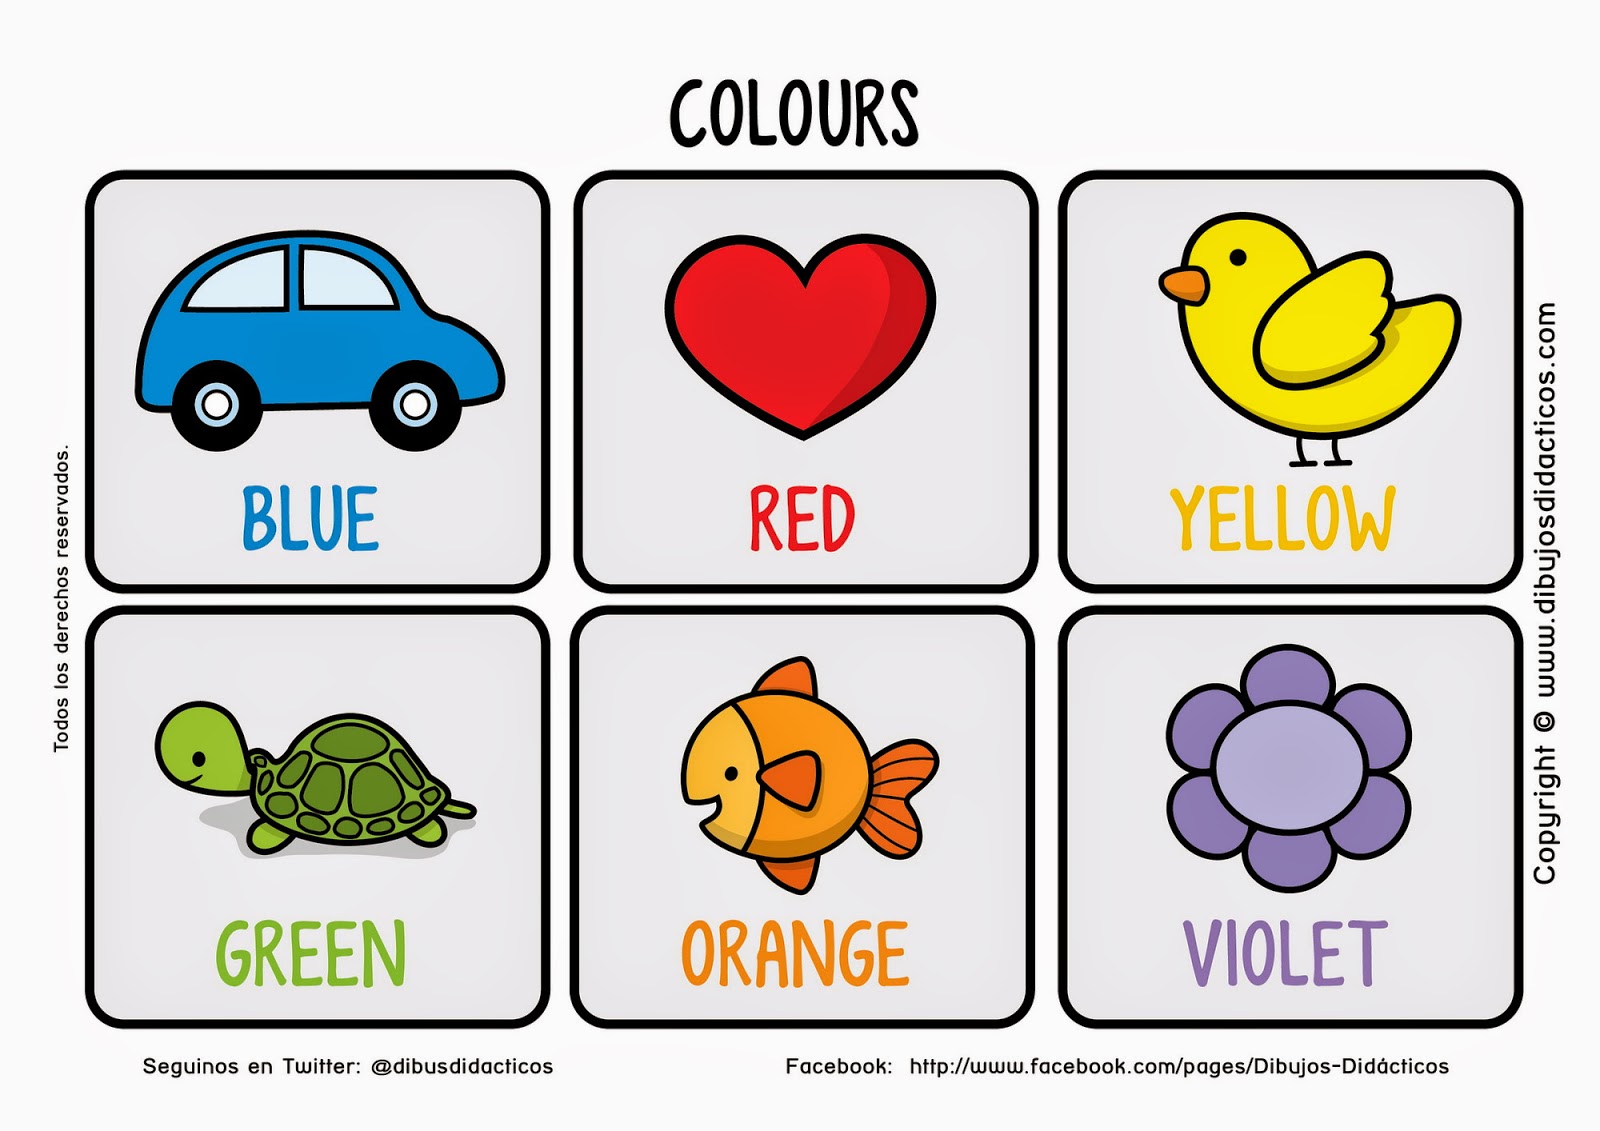 COLOURS
BLUE
RED
YELLOW
GREEN
ORANGE
VIOLET
Todos los derechos reservados.
Copyright © www.dibujosdidacticos.com
Seguinos en Twitter: @dibusdidacticos
Facebook: http://www.facebook.com/pages/Dibujos-Didácticos